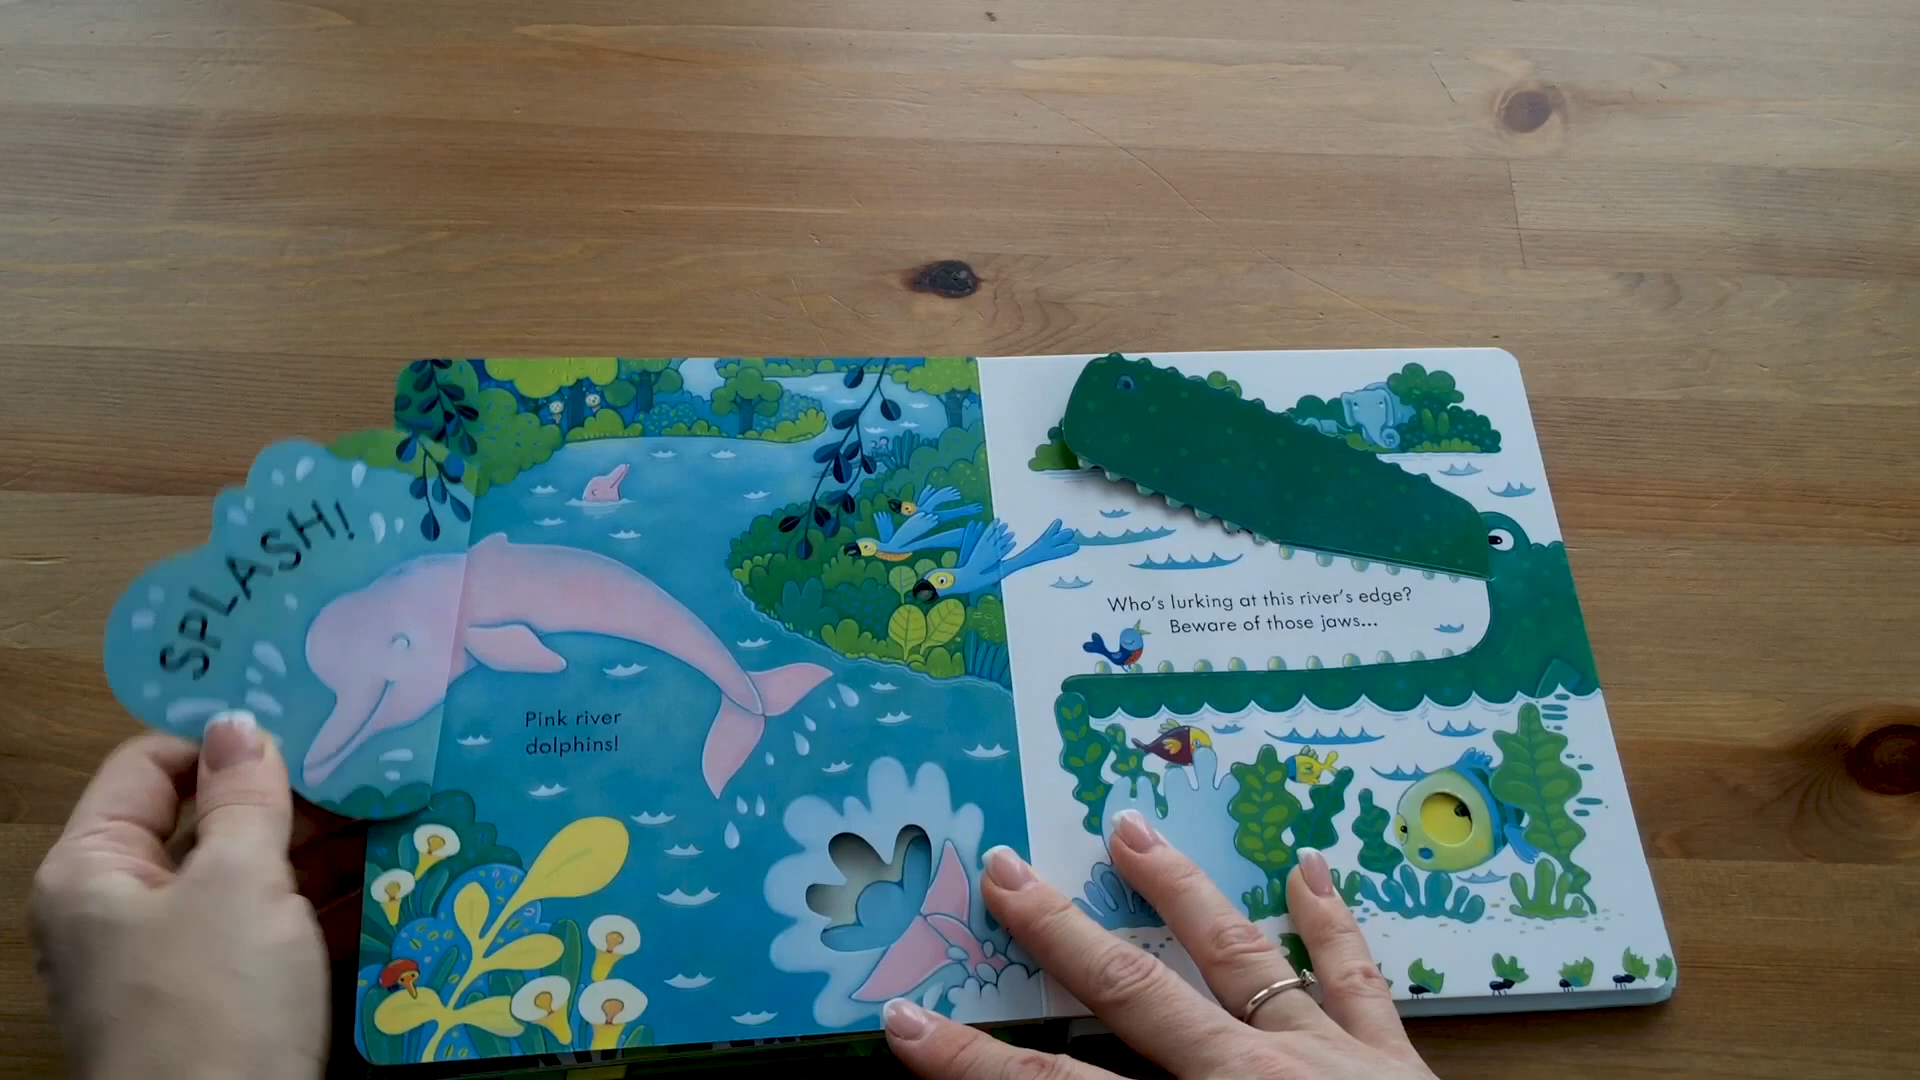 SPLASH!
Pink river
dolphins!
Who's lurking at this river's edge?
Beware of those jaws...